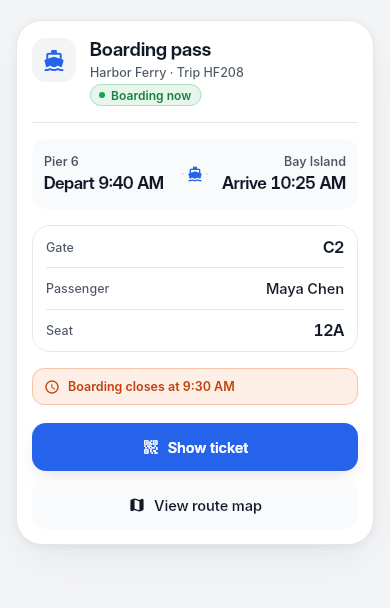 Boarding pass
Harbor Ferry · Trip HF208
Boarding now
Pier 6
Depart 9:40 AM
Bay Island
Arrive 10:25 AM
Gate C2
Passenger Maya Chen
Seat 12A
Boarding closes at 9:30 AM
Show ticket
View route map